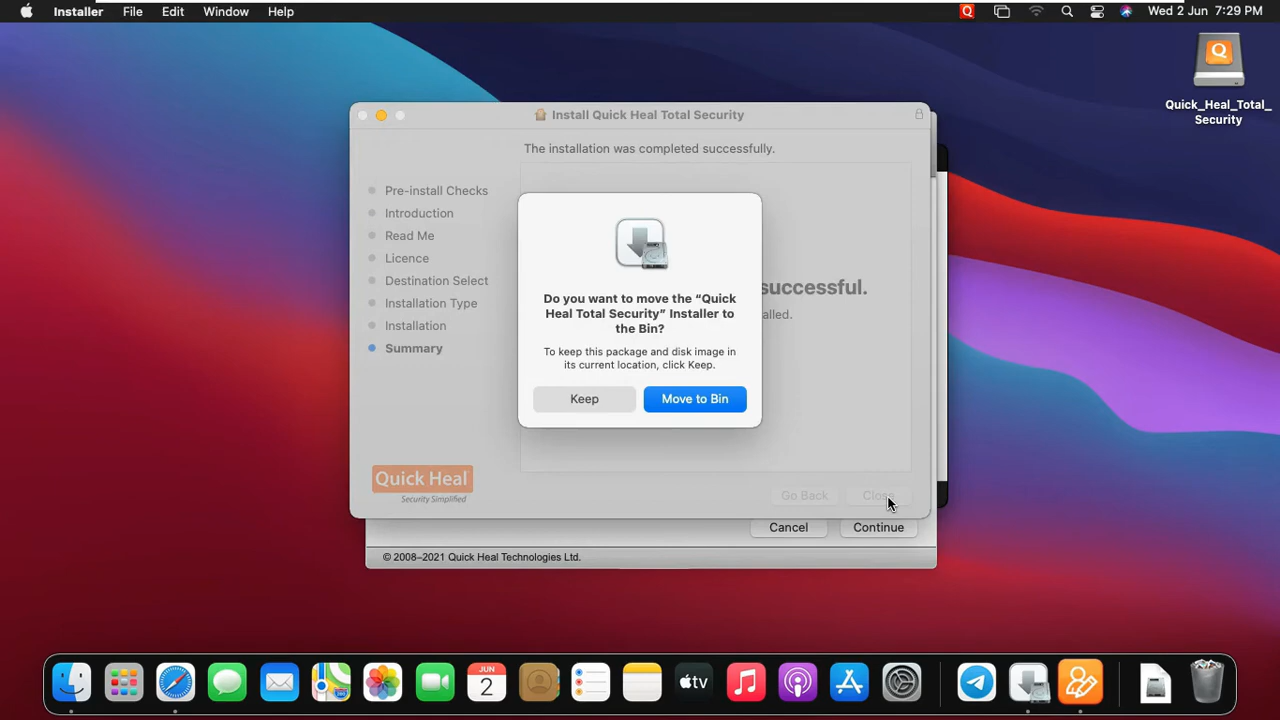 Installer File Edit Window Help
Q
Wed 2 Jun 7:29 PM
Q
Quick_Heal_Total_
Security
Install Quick Heal Total Security
The installation was completed successfully.
Pre-install Checks
Introduction
Read Me
Licence
Destination Select
Installation Type
Installation
Summary
successful.
alled.
Do you want to move the “Quick
Heal Total Security” Installer to
the Bin?
To keep this package and disk image in
its current location, click Keep.
Keep Move to Bin
Quick Heal
Security Simplified
Go Back Close
Cancel Continue
© 2008–2021 Quick Heal Technologies Ltd.
JUN
2
tv